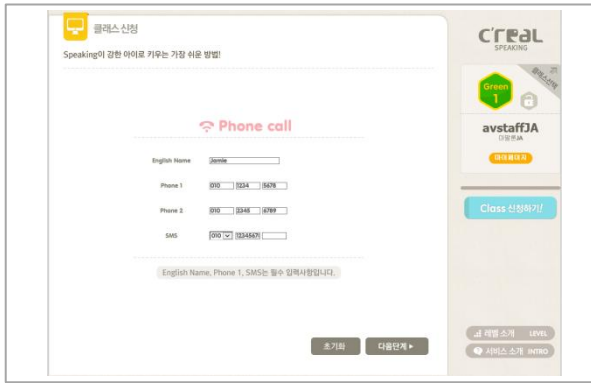 클래스 신청
Speaking이 강한 아이로 키우는 가장 쉬운 방법!
Phone call
English Name Jamie
Phone 1 010 1234 5678
Phone 2 010 2345 6789
SMS 010 1234567
English Name, Phone 1, SMS는 필수 입력사항입니다.
초기화 다음단계 ▶
C'REAL
SPEAKING
클래스선택
Green
1
avstaffJA
마이페이지
Class 신청하기!
레벨 소개 LEVEL
서비스 소개 INTRO